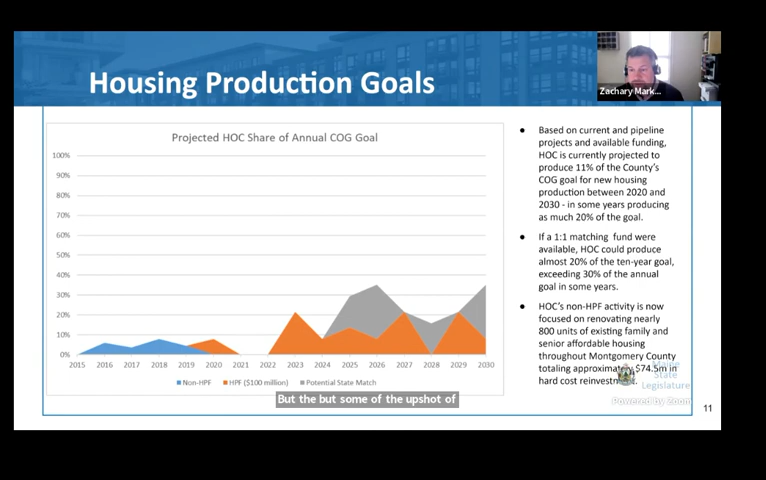 Housing Production Goals
Zachary Mark...
Projected HOC Share of Annual COG Goal
100%
90%
80%
70%
60%
50%
40%
30%
20%
10%
0%
2015 2016 2017 2018 2019 2020 2021 2022 2023 2024 2025 2026 2027 2028 2029 2030
Non-HPF HPF ($100 million) Potential State Match
• Based on current and pipeline
projects and available funding,
HOC is currently projected to
produce 11% of the County's
COG goal for new housing
production between 2020 and
2030 - in some years producing
as much 20% of the goal.
• If a 1:1 matching fund were
available, HOC could produce
almost 20% of the ten-year goal,
exceeding 30% of the annual
goal in some years.
• HOC's non-HPF activity is now
focused on renovating nearly
800 units of existing family and
senior affordable housing
throughout Montgomery County
totaling approximately $74.5m in
hard cost reinvestment.
Maine
State
Legislature
Powered by Zoom
But the but some of the upshot of
11